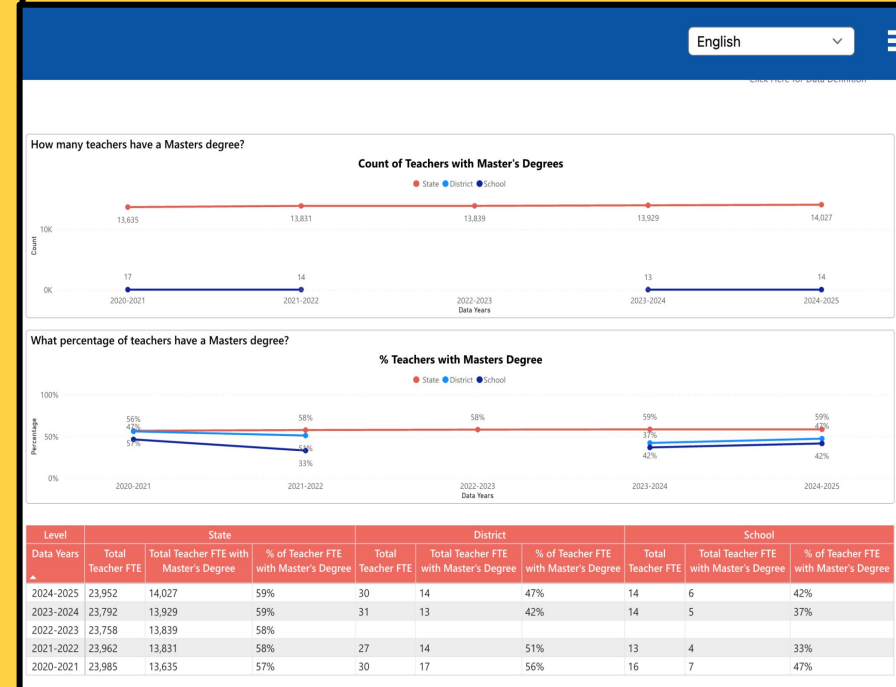 English
Click Here for Data Definition
How many teachers have a Masters degree?
Count of Teachers with Master's Degrees
State District School
Count
10K
0K
13,635 13,831 13,839 13,929 14,027
17 14 13 14
2020-2021 2021-2022 2022-2023 2023-2024 2024-2025
Data Years
What percentage of teachers have a Masters degree?
% Teachers with Masters Degree
State District School
Percentage
100%
50%
0%
56% 58% 58% 59% 59%
47% 37% 47%
57% 51% 42% 42%
33%
2020-2021 2021-2022 2022-2023 2023-2024 2024-2025
Data Years
Level State District School
Data Years Total Teacher FTE Total Teacher FTE with Master's Degree % of Teacher FTE with Master's Degree Total Teacher FTE Total Teacher FTE with Master's Degree % of Teacher FTE with Master's Degree Total Teacher FTE Total Teacher FTE with Master's Degree % of Teacher FTE with Master's Degree
2024-2025 23,952 14,027 59% 30 14 47% 14 6 42%
2023-2024 23,792 13,929 59% 31 13 42% 14 5 37%
2022-2023 23,758 13,839 58%
2021-2022 23,962 13,831 58% 27 14 51% 13 4 33%
2020-2021 23,985 13,635 57% 30 17 56% 16 7 47%